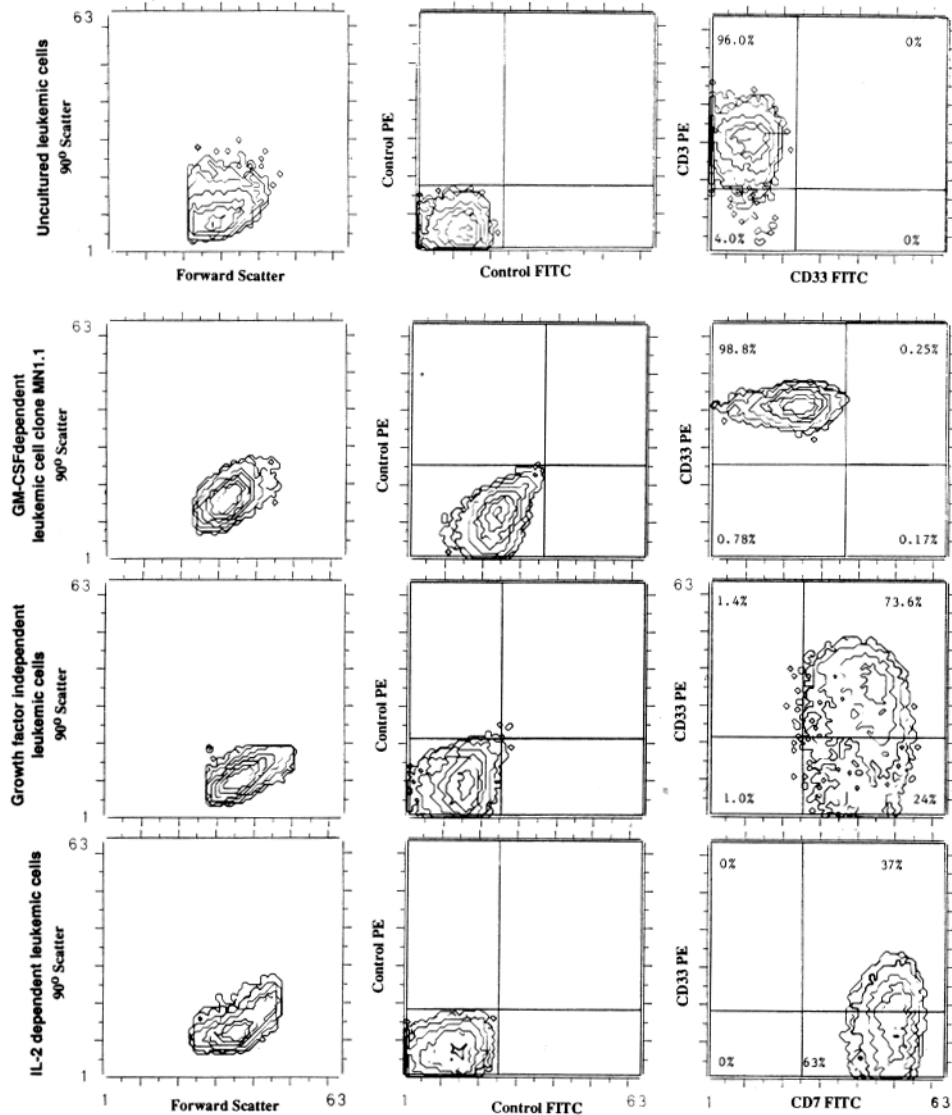 Uncultured leukemic cells
90º Scatter
63
1
Forward Scatter
Control PE
Control FITC
CD3 PE
96.0%
0%
4.0%
0%
CD33 FITC
GM-CSFdependent
leukemic cell clone MN1.1
90º Scatter
63
1
Control PE
CD33 PE
98.8%
0.25%
0.78%
0.17%
Growth factor independent
leukemic cells
90º Scatter
63
1
Control PE
CD33 PE
63
1.4%
73.6%
1.0%
24%
IL-2 dependent leukemic cells
90º Scatter
63
1
Forward Scatter
63
Control PE
1
Control FITC
63
CD33 PE
0%
37%
0%
63%
1
CD7 FITC
63